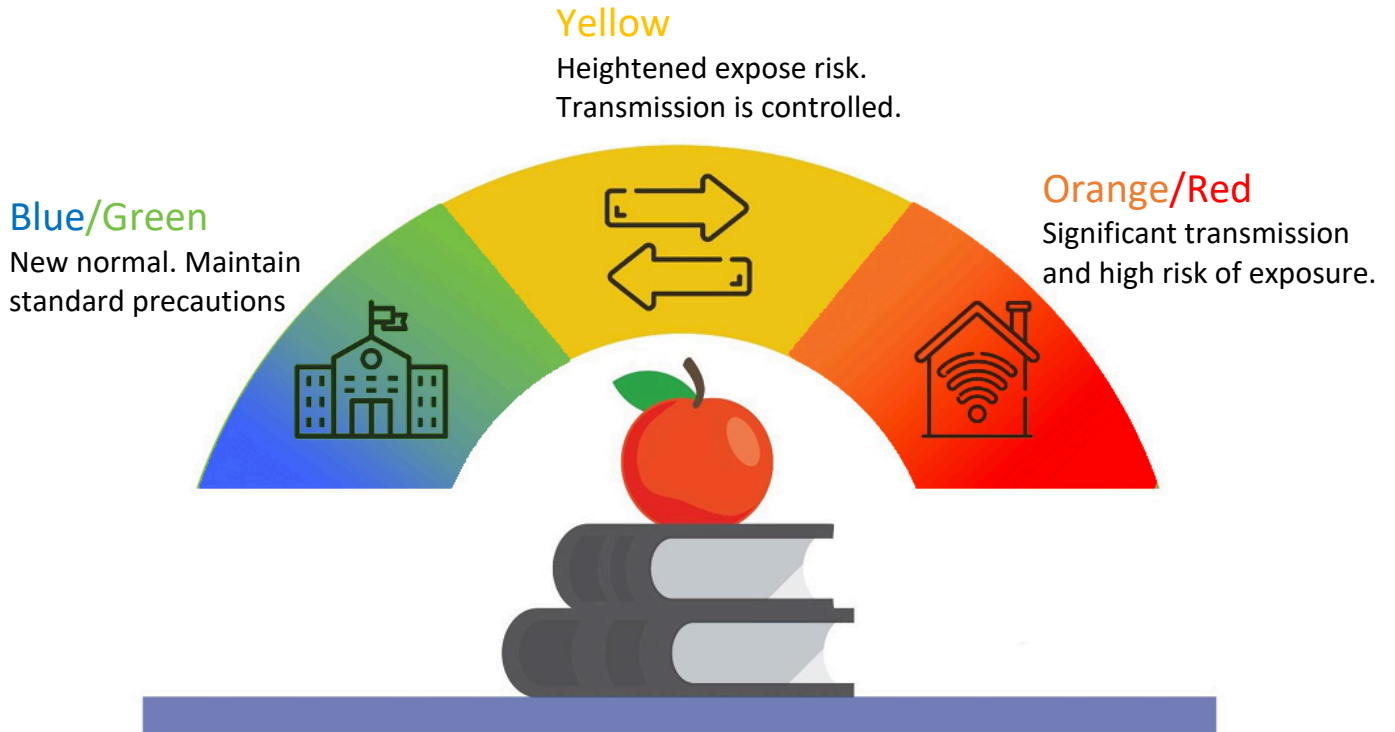 Yellow
Heightened expose risk.
Transmission is controlled.
Blue/Green
New normal. Maintain
standard precautions
Orange/Red
Significant transmission
and high risk of exposure.